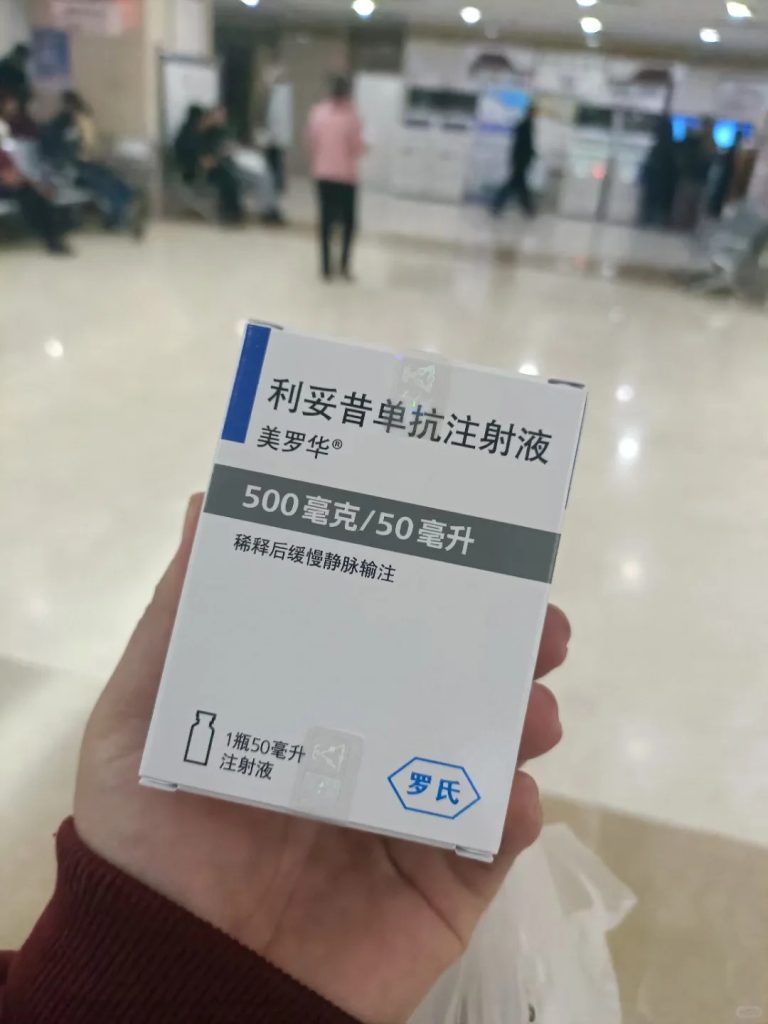 利妥昔单抗注射液
美罗华®
500毫克/50毫升
稀释后缓慢静脉输注
1瓶50毫升
注射液
罗氏